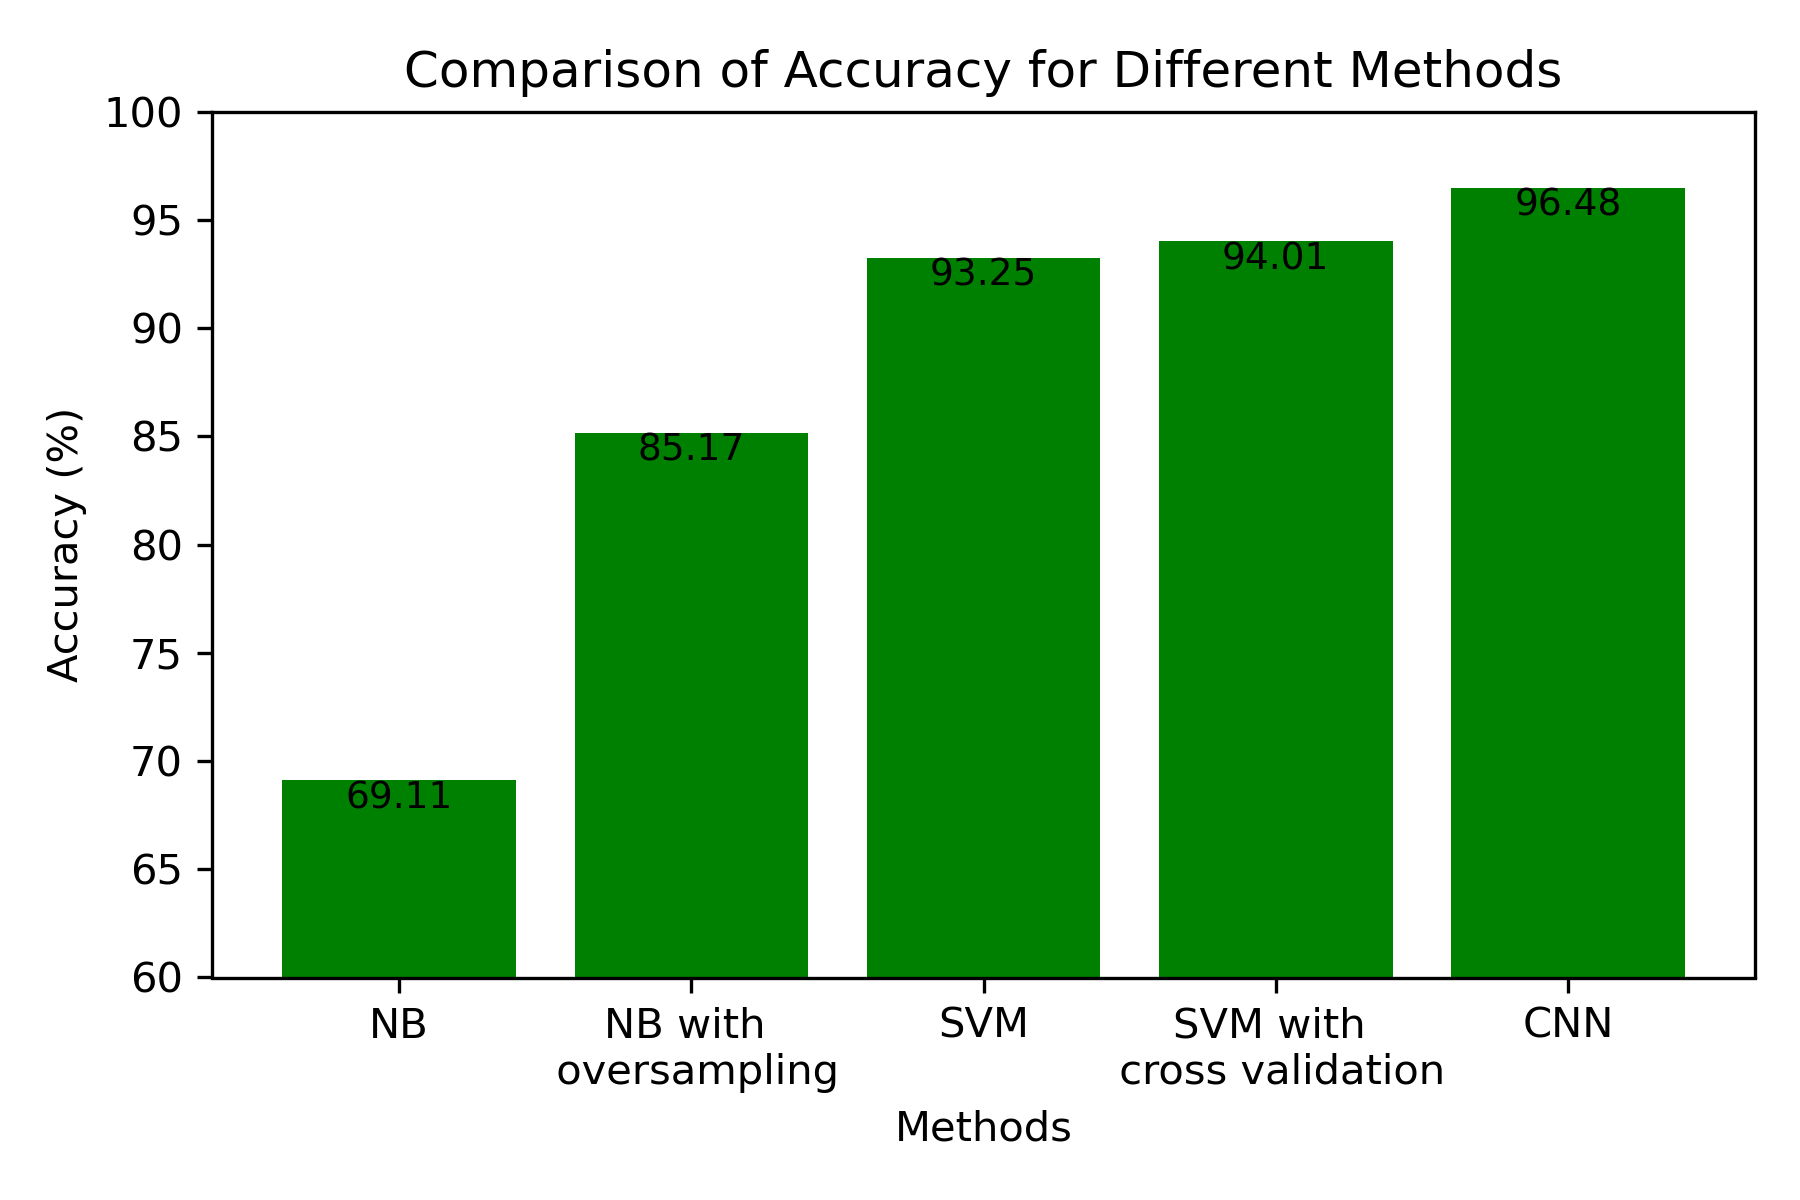 Comparison of Accuracy for Different Methods
Accuracy (%)
100
95
90
85
80
75
70
65
60
69.11
85.17
93.25
94.01
96.48
NB
NB with
oversampling
SVM
SVM with
cross validation
CNN
Methods